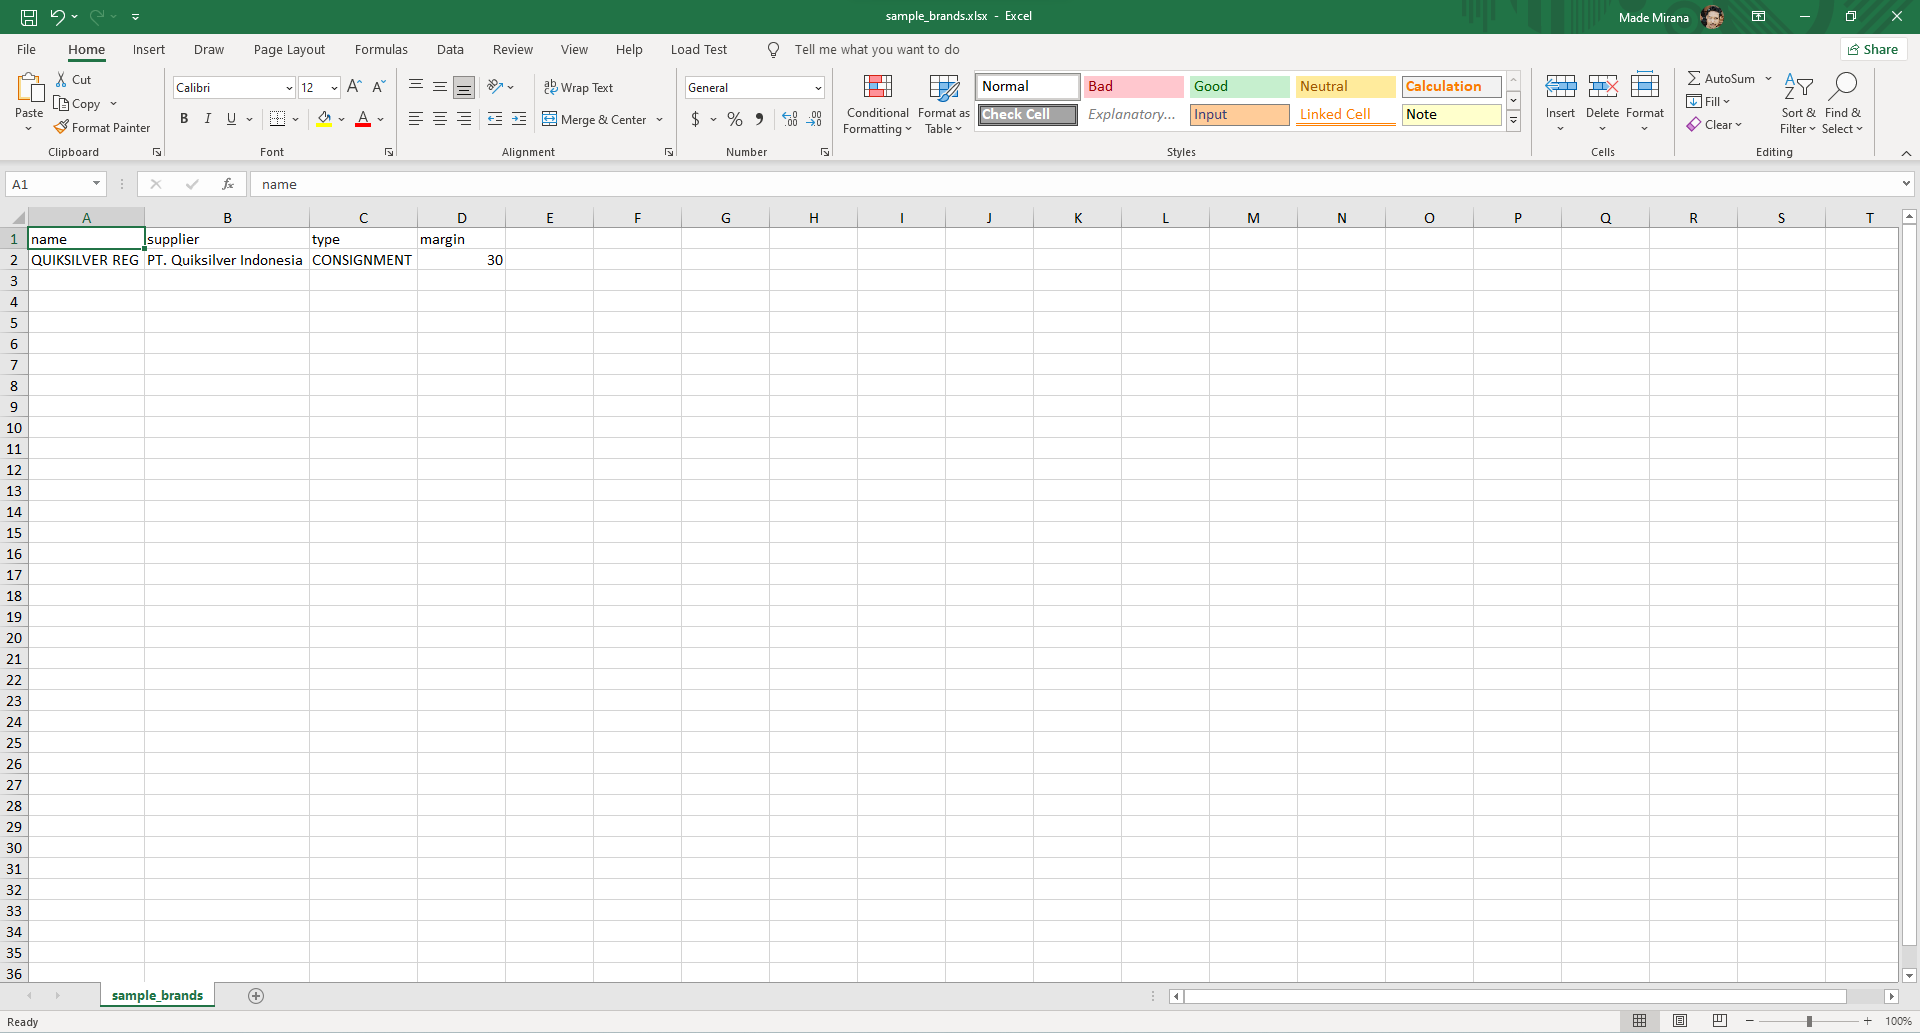 sample_brands.xlsx - Excel
Made Mirana
File Home Insert Draw Page Layout Formulas Data Review View Help Load Test Tell me what you want to do
Share
Paste
Cut
Copy
Format Painter
Clipboard
Calibri 12
B I U
Font
Wrap Text
Merge & Center
Alignment
General
$ % ,
Number
Conditional Formatting
Format as Table
Normal Bad Good Neutral Calculation
Check Cell Explanatory... Input Linked Cell Note
Styles
Insert Delete Format
Cells
AutoSum
Fill
Clear
Sort & Filter
Find & Select
Editing
A1 fx name
A B C D E F G H I J K L M N O P Q R S T
1 name supplier type margin
2 QUIKSILVER REG PT. Quiksilver Indonesia CONSIGNMENT 30
3
4
5
6
7
8
9
10
11
12
13
14
15
16
17
18
19
20
21
22
23
24
25
26
27
28
29
30
31
32
33
34
35
36
sample_brands
Ready
100%